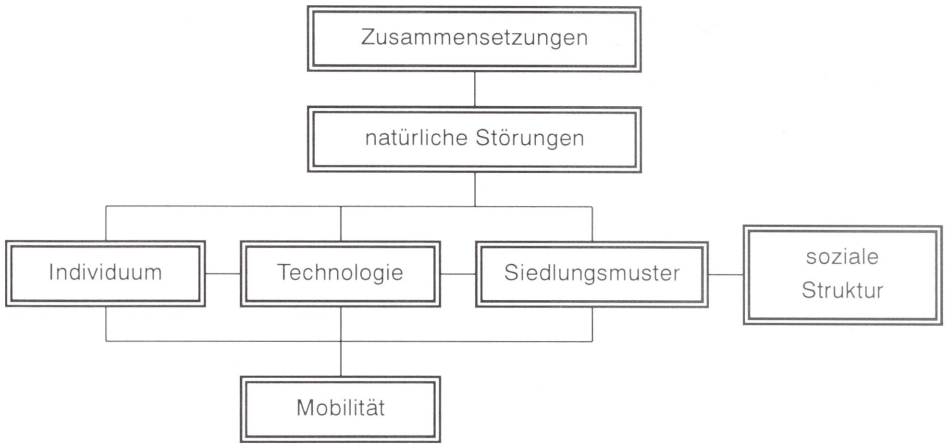 Zusammensetzungen
natürliche Störungen
Individuum
Technologie
Siedlungsmuster
soziale
Struktur
Mobilität